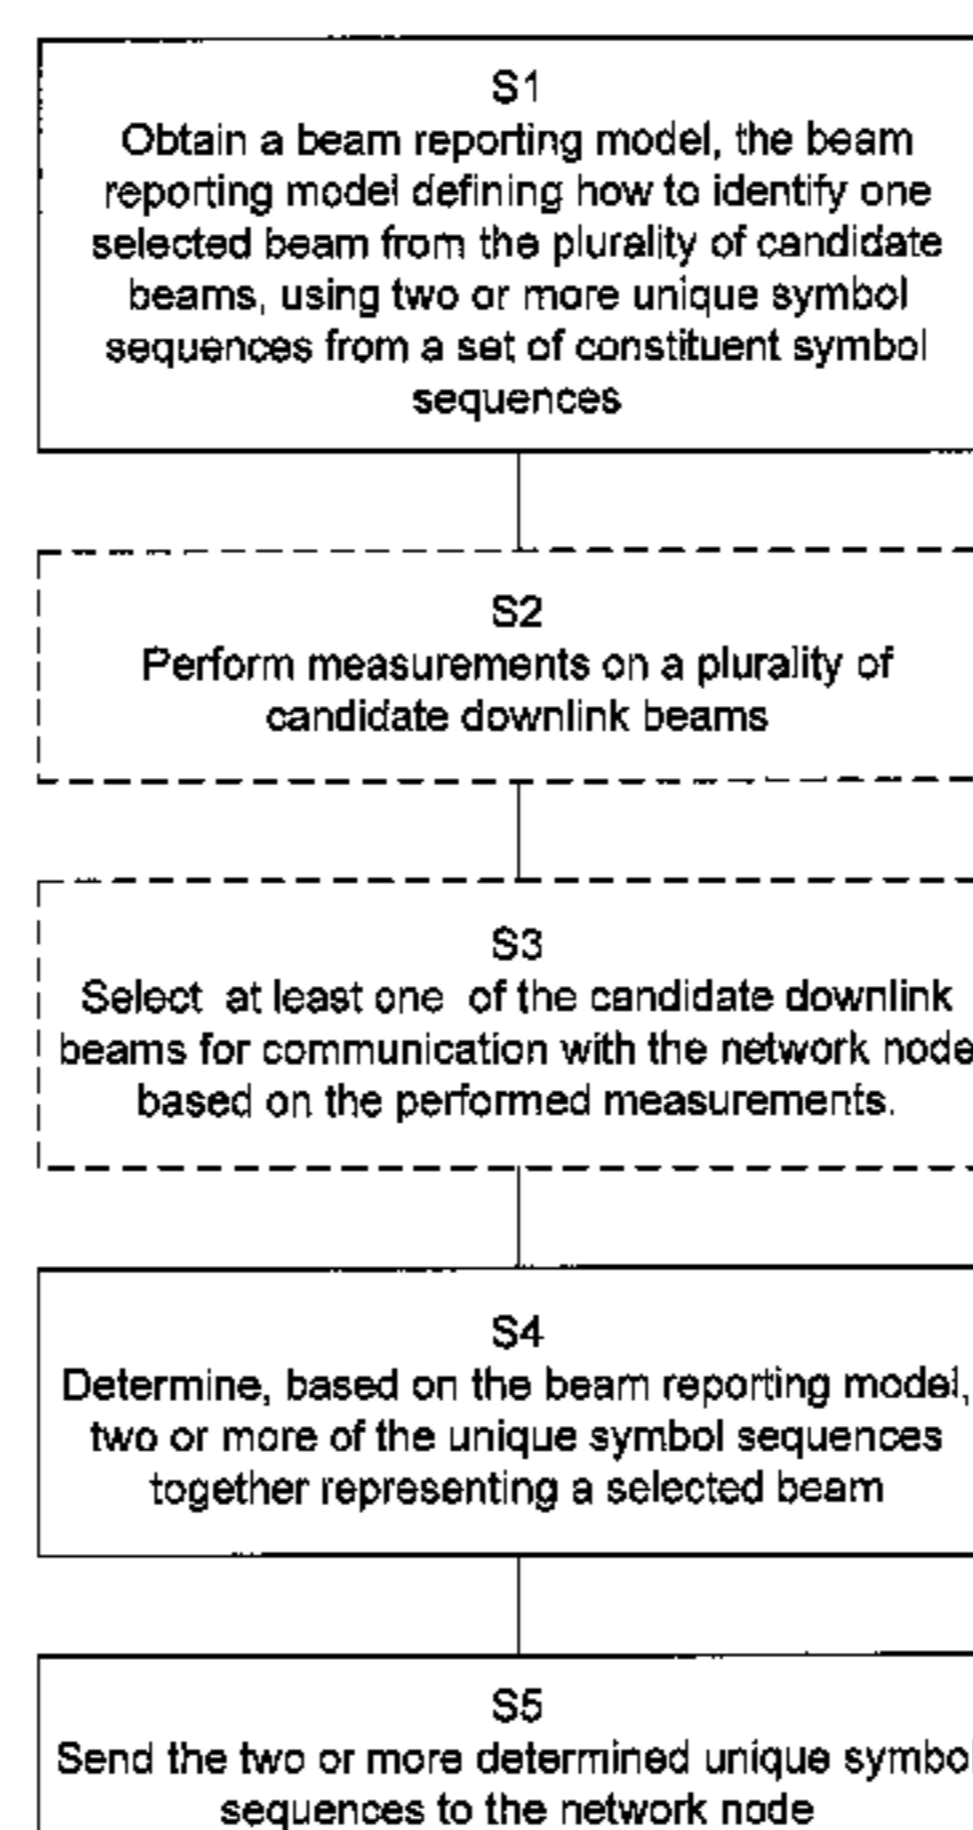 S1
Obtain a beam reporting model, the beam
reporting model defining how to identify one
selected beam from the plurality of candidate
beams, using two or more unique symbol
sequences from a set of constituent symbol
sequences
S2
Perform measurements on a plurality of
candidate downlink beams
S3
Select at least one of the candidate downlink
beams for communication with the network node
based on the performed measurements.
S4
Determine, based on the beam reporting model,
two or more of the unique symbol sequences
together representing a selected beam
S5
Send the two or more determined unique symbol
sequences to the network node